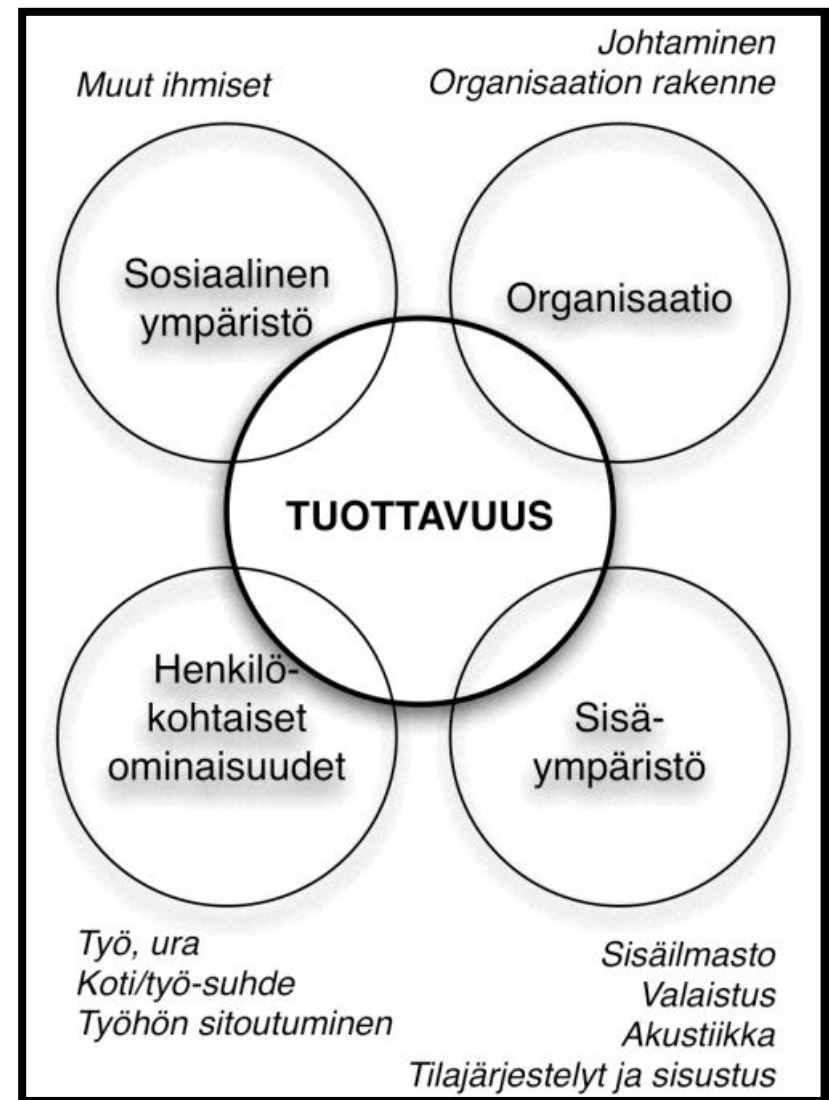 Muut ihmiset
Johtaminen
Organisaation rakenne
Sosiaalinen
ympäristö
Organisaatio
TUOTTAVUUS
Henkilö-
kohtaiset
ominaisuudet
Sisä-
ympäristö
Työ, ura
Koti/työ-suhde
Työhön sitoutuminen
Sisäilmasto
Valaistus
Akustiikka
Tilajärjestelyt ja sisustus